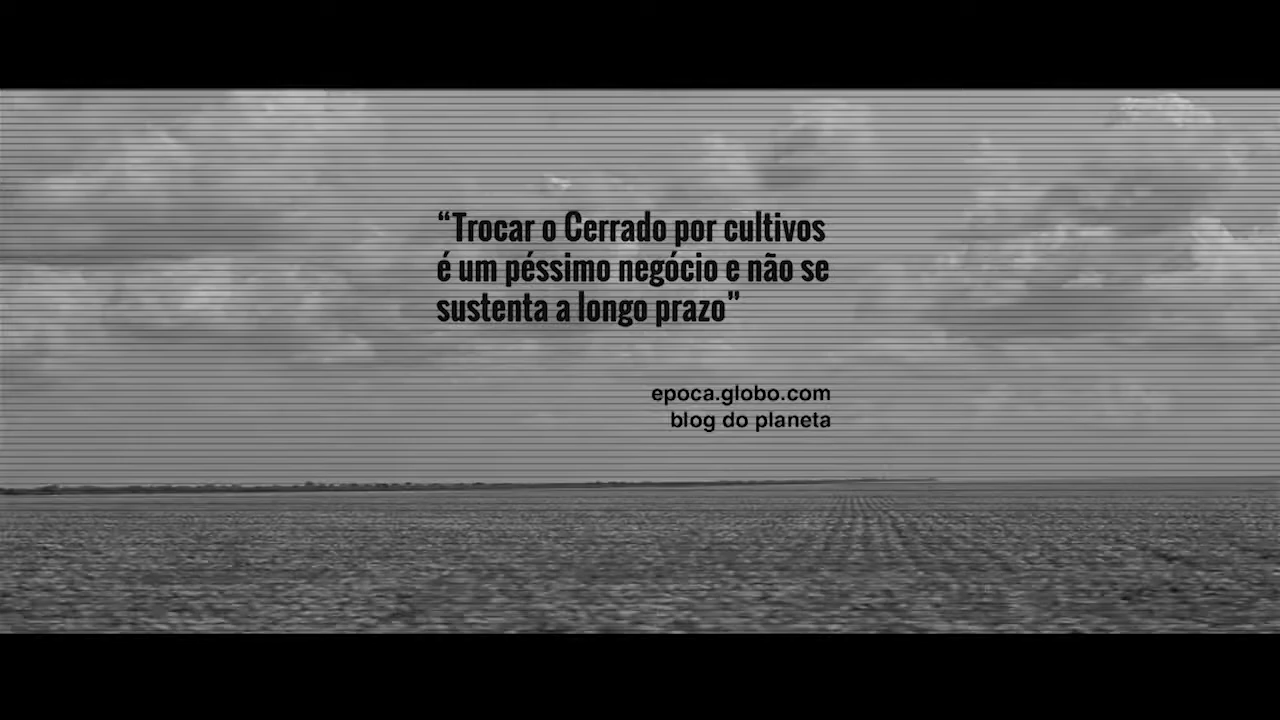 “Trocar o Cerrado por cultivos
é um péssimo negócio e não se
sustenta a longo prazo”
epoca.globo.com
blog do planeta